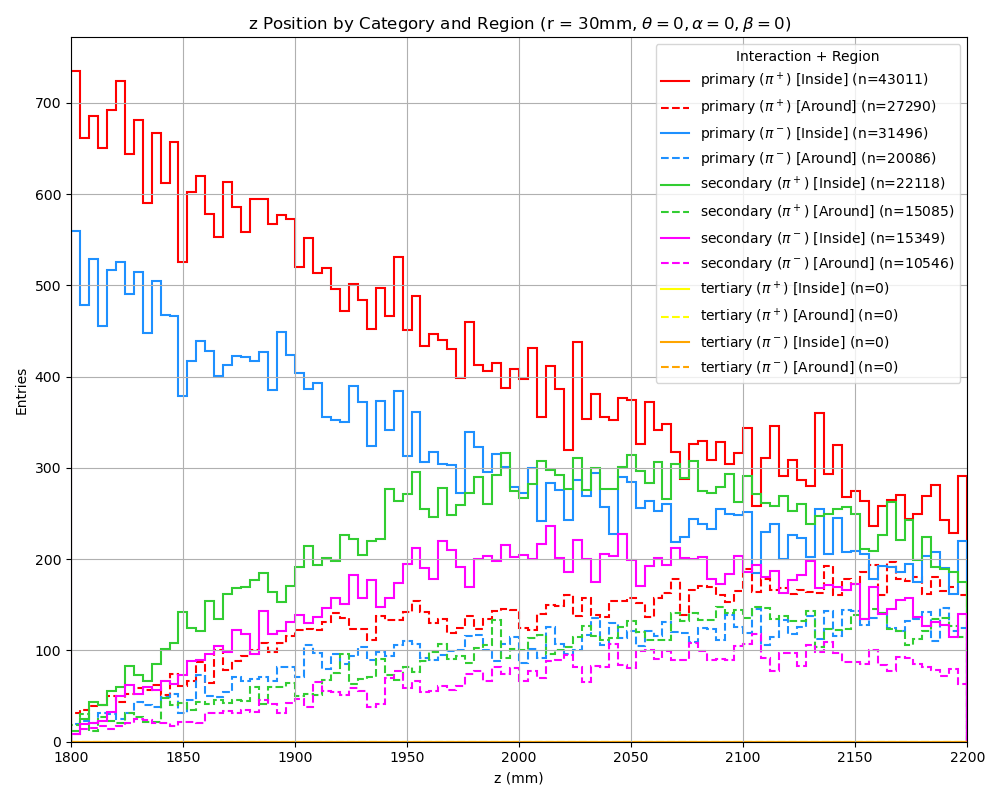 z Position by Category and Region (r = 30mm, θ = 0, α = 0, β = 0)
Interaction + Region
primary (π⁺) [Inside] (n=43011)
primary (π⁺) [Around] (n=27290)
primary (π⁻) [Inside] (n=31496)
primary (π⁻) [Around] (n=20086)
secondary (π⁺) [Inside] (n=22118)
secondary (π⁺) [Around] (n=15085)
secondary (π⁻) [Inside] (n=15349)
secondary (π⁻) [Around] (n=10546)
tertiary (π⁺) [Inside] (n=0)
tertiary (π⁺) [Around] (n=0)
tertiary (π⁻) [Inside] (n=0)
tertiary (π⁻) [Around] (n=0)
Entries
700
600
500
400
300
200
100
0
1800 1850 1900 1950 2000 2050 2100 2150 2200
z (mm)